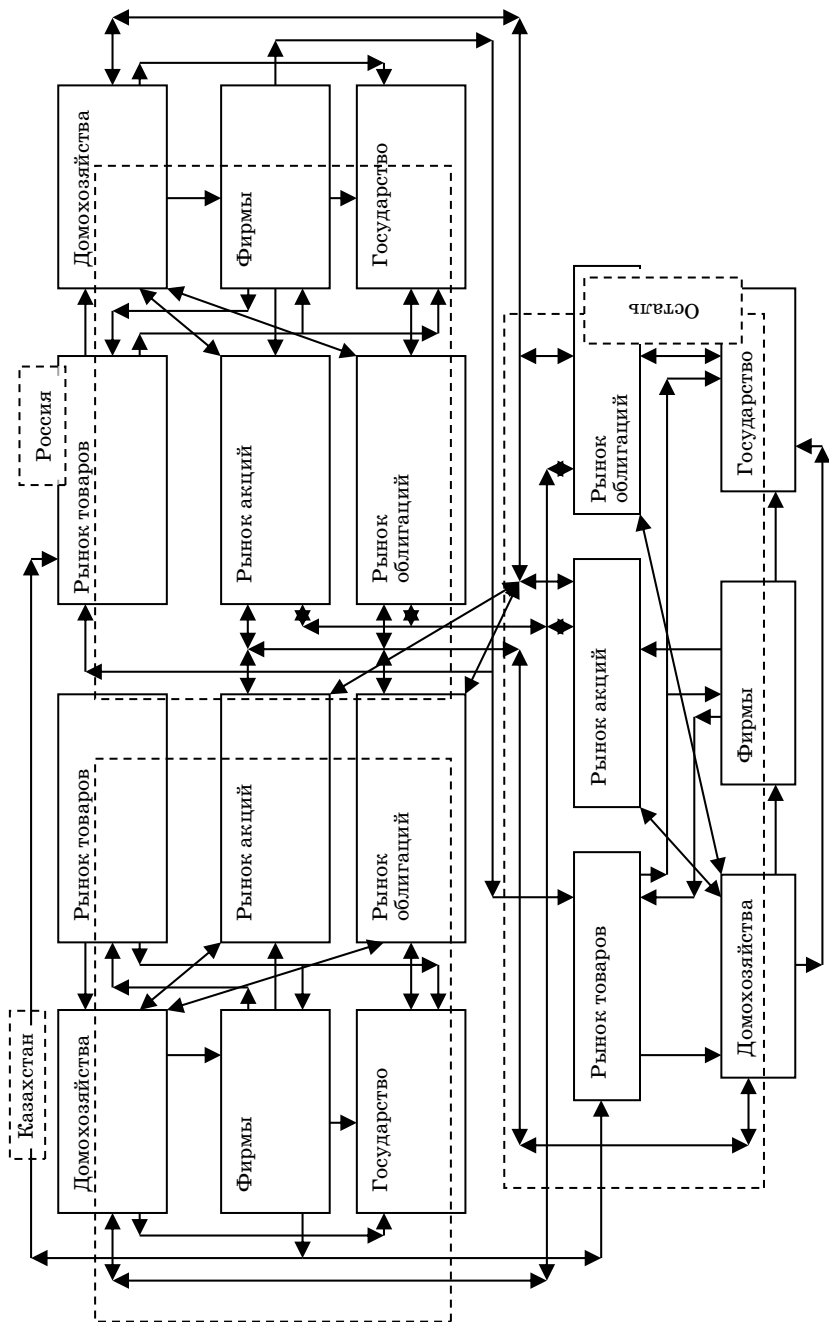 Казахстан
Россия
Домохозяйства
Рынок товаров
Рынок товаров
Домохозяйства
Фирмы
Рынок акций
Рынок акций
Фирмы
Государство
Рынок
облигаций
Рынок
облигаций
Государство
Рынок товаров
Рынок акций
Рынок
облигаций
Осталь
Домохозяйства
Фирмы
Государство